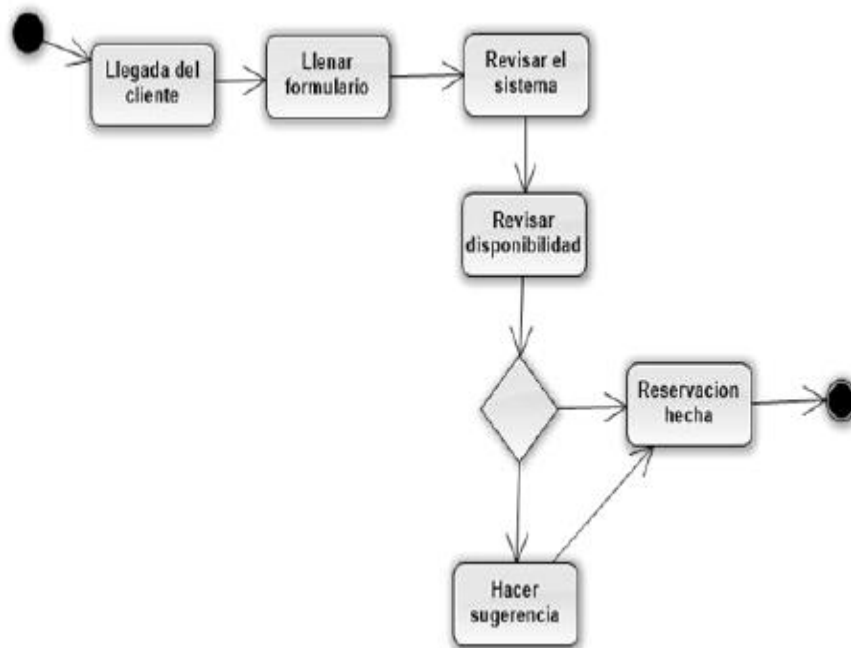 Llegada del
cliente
Llenar
formulario
Revisar el
sistema
Revisar
disponibilidad
Reservacion
hecha
Hacer
sugerencia